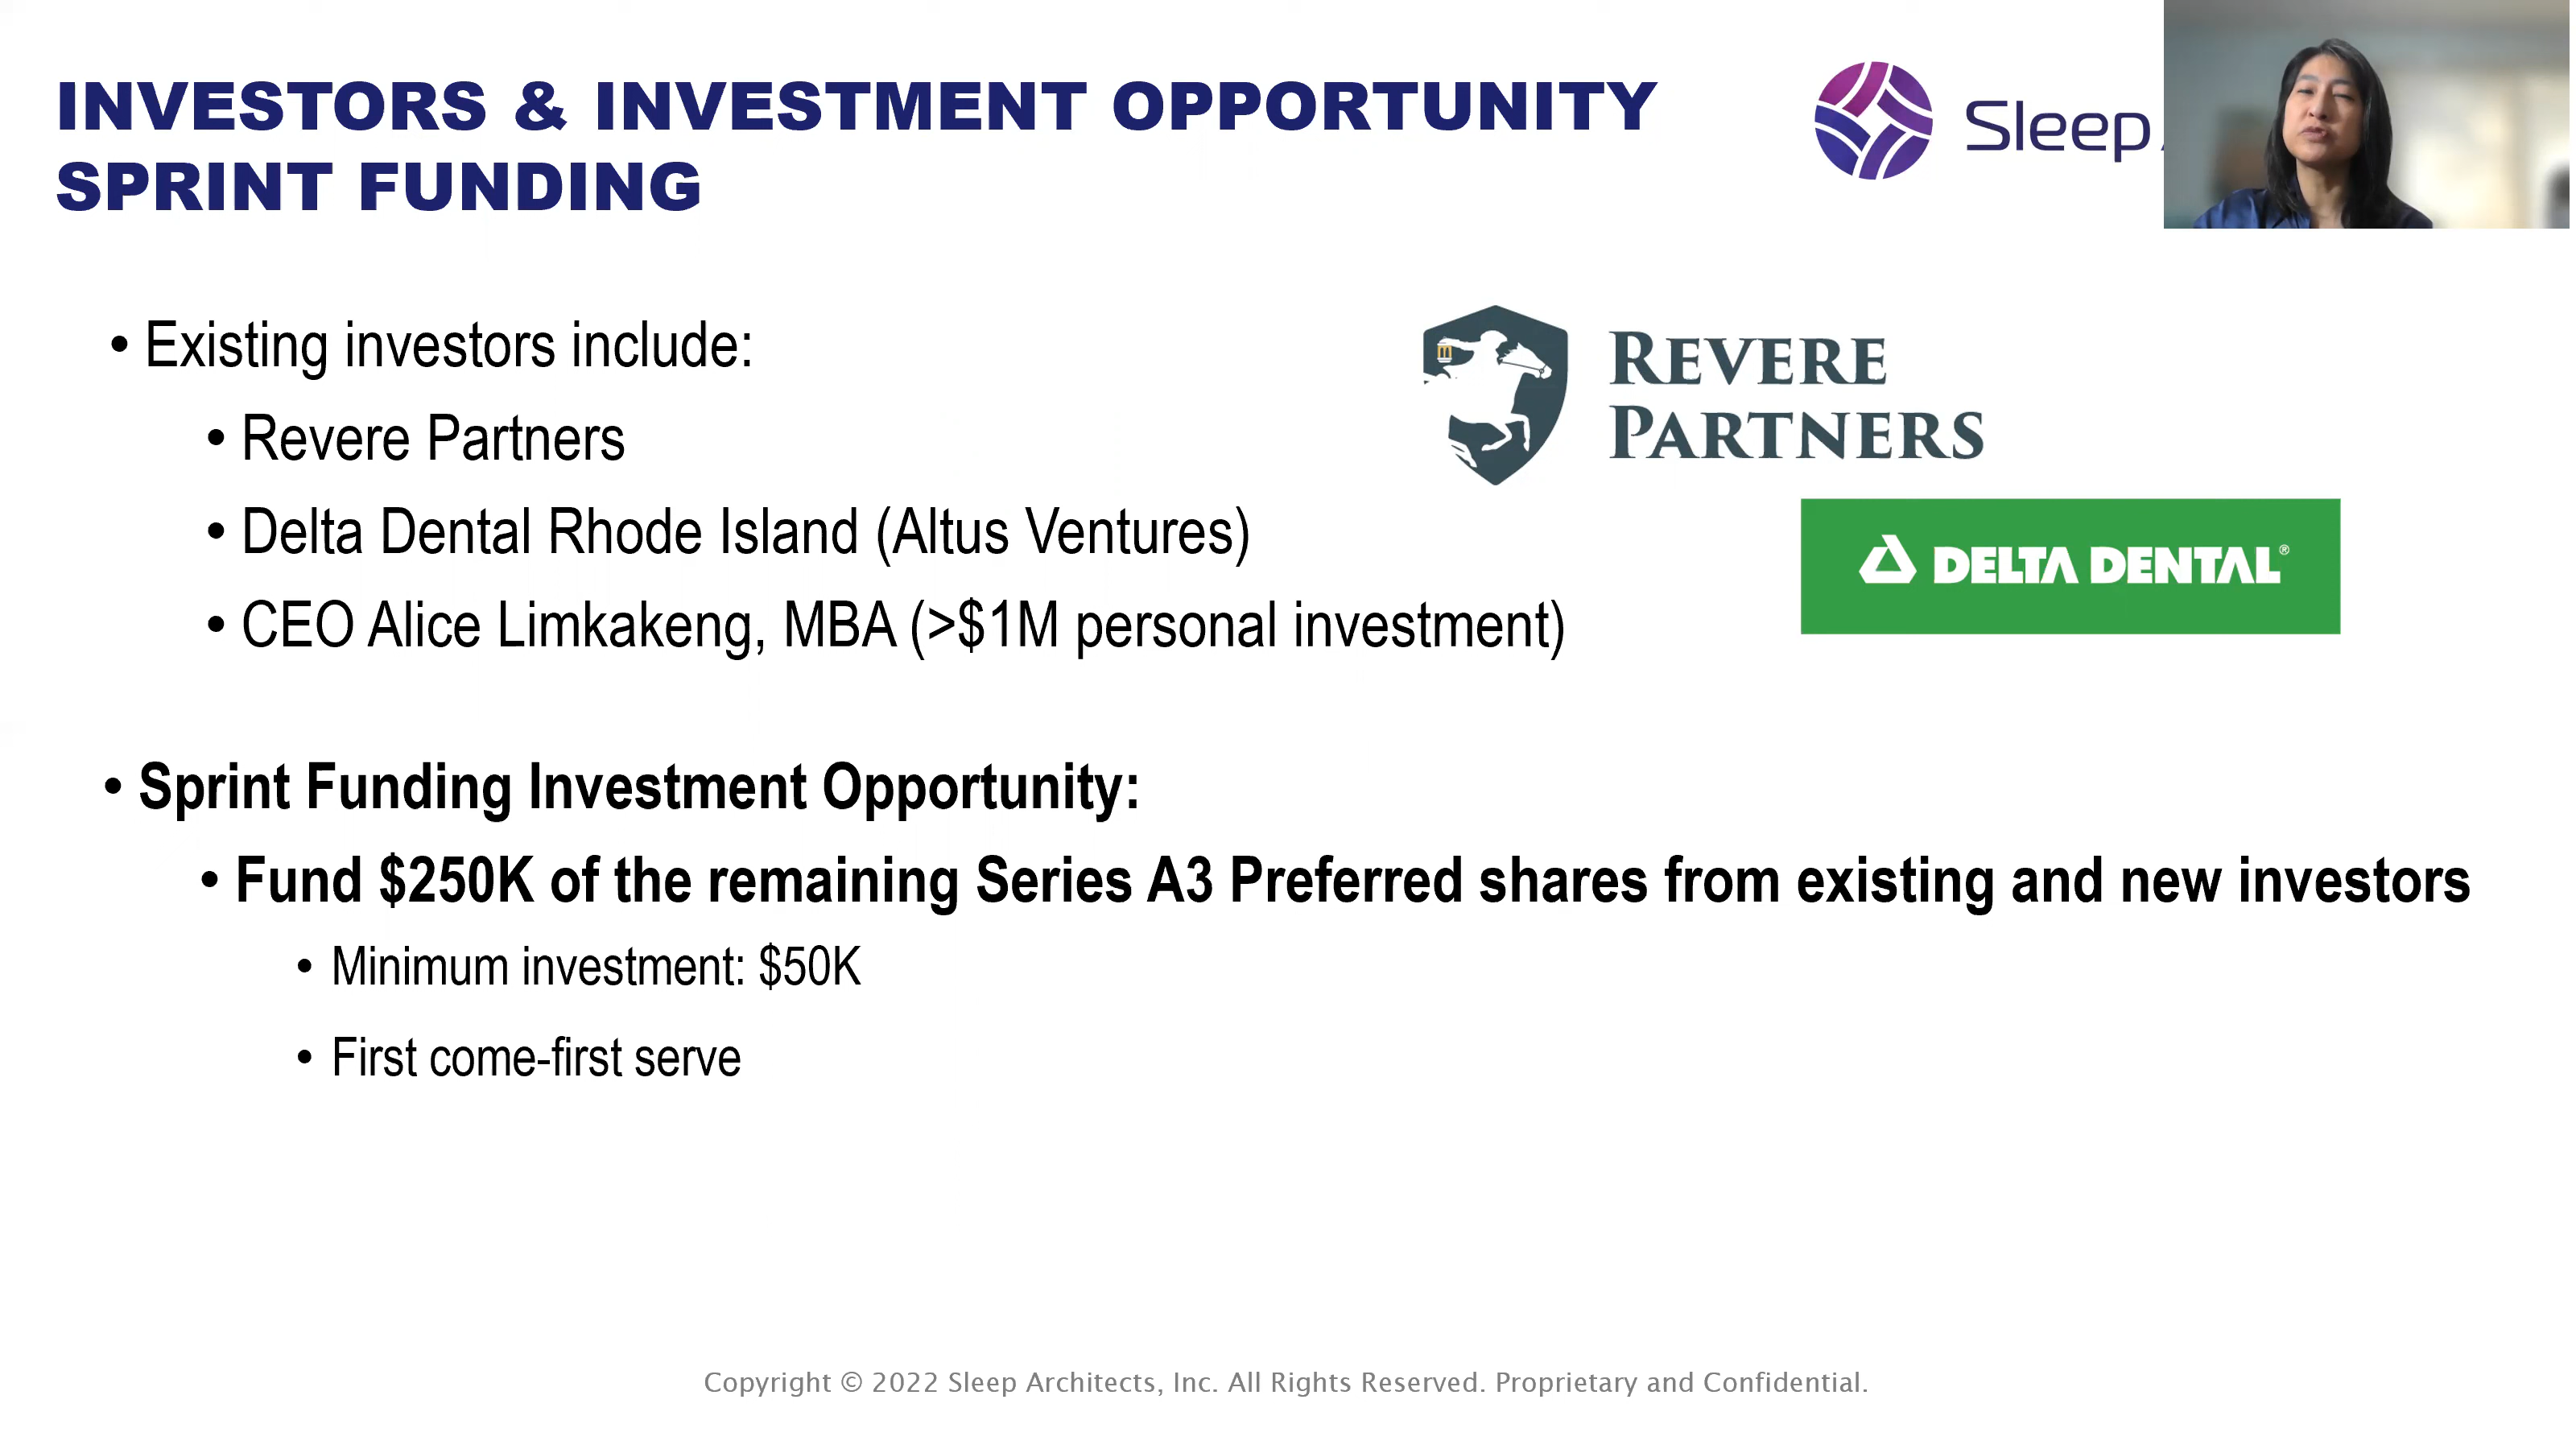 INVESTORS & INVESTMENT OPPORTUNITY
SPRINT FUNDING
Sleep
• Existing investors include:
• Revere Partners
• Delta Dental Rhode Island (Altus Ventures)
• CEO Alice Limkakeng, MBA (>$1M personal investment)
REVERE
PARTNERS
DELTA DENTAL®
• Sprint Funding Investment Opportunity:
• Fund $250K of the remaining Series A3 Preferred shares from existing and new investors
• Minimum investment: $50K
• First come-first serve
Copyright © 2022 Sleep Architects, Inc. All Rights Reserved. Proprietary and Confidential.